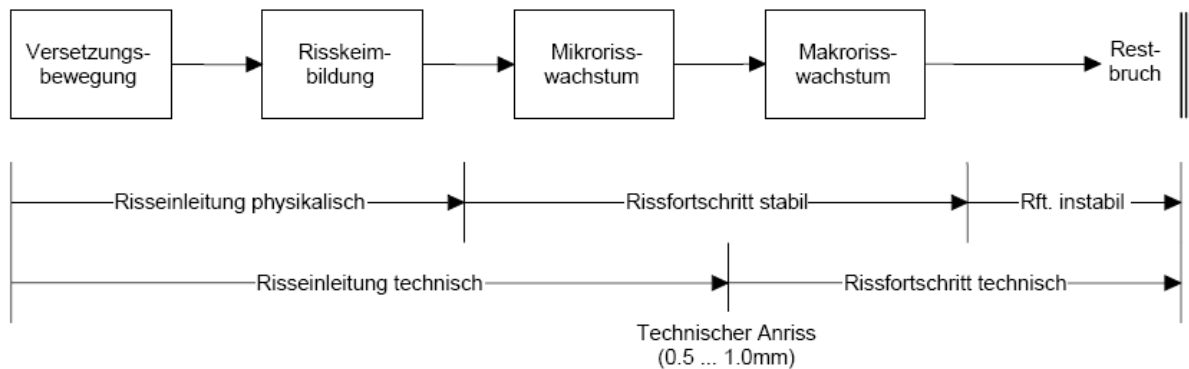 Versetzungs-
bewegung
Risskeim-
bildung
Mikroriss-
wachstum
Makroriss-
wachstum
Rest-
bruch
Risseinleitung physikalisch
Rissfortschritt stabil
Rft. instabil
Risseinleitung technisch
Rissfortschritt technisch
Technischer Anriss
(0.5 ... 1.0mm)